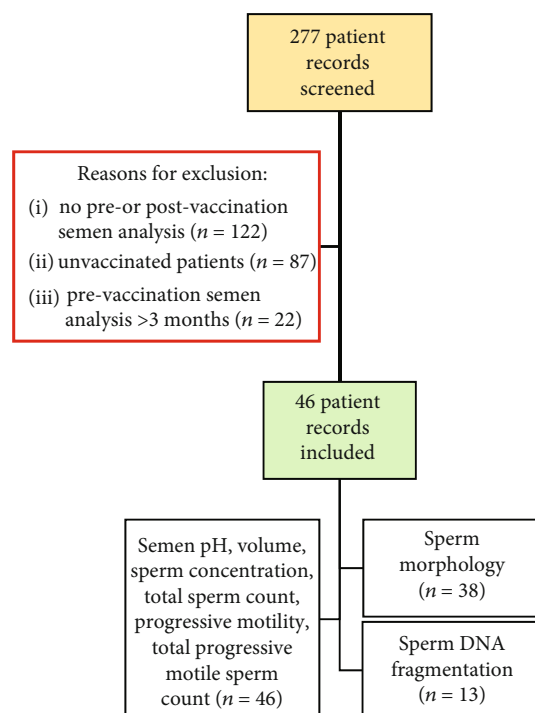 277 patient
records
screened
Reasons for exclusion:
(i) no pre-or post-vaccination
semen analysis (n = 122)
(ii) unvaccinated patients (n = 87)
(iii) pre-vaccination semen
analysis >3 months (n = 22)
46 patient
records
included
Semen pH, volume,
sperm concentration,
total sperm count,
progressive motility,
total progressive
motile sperm
count (n = 46)
Sperm
morphology
(n = 38)
Sperm DNA
fragmentation
(n = 13)